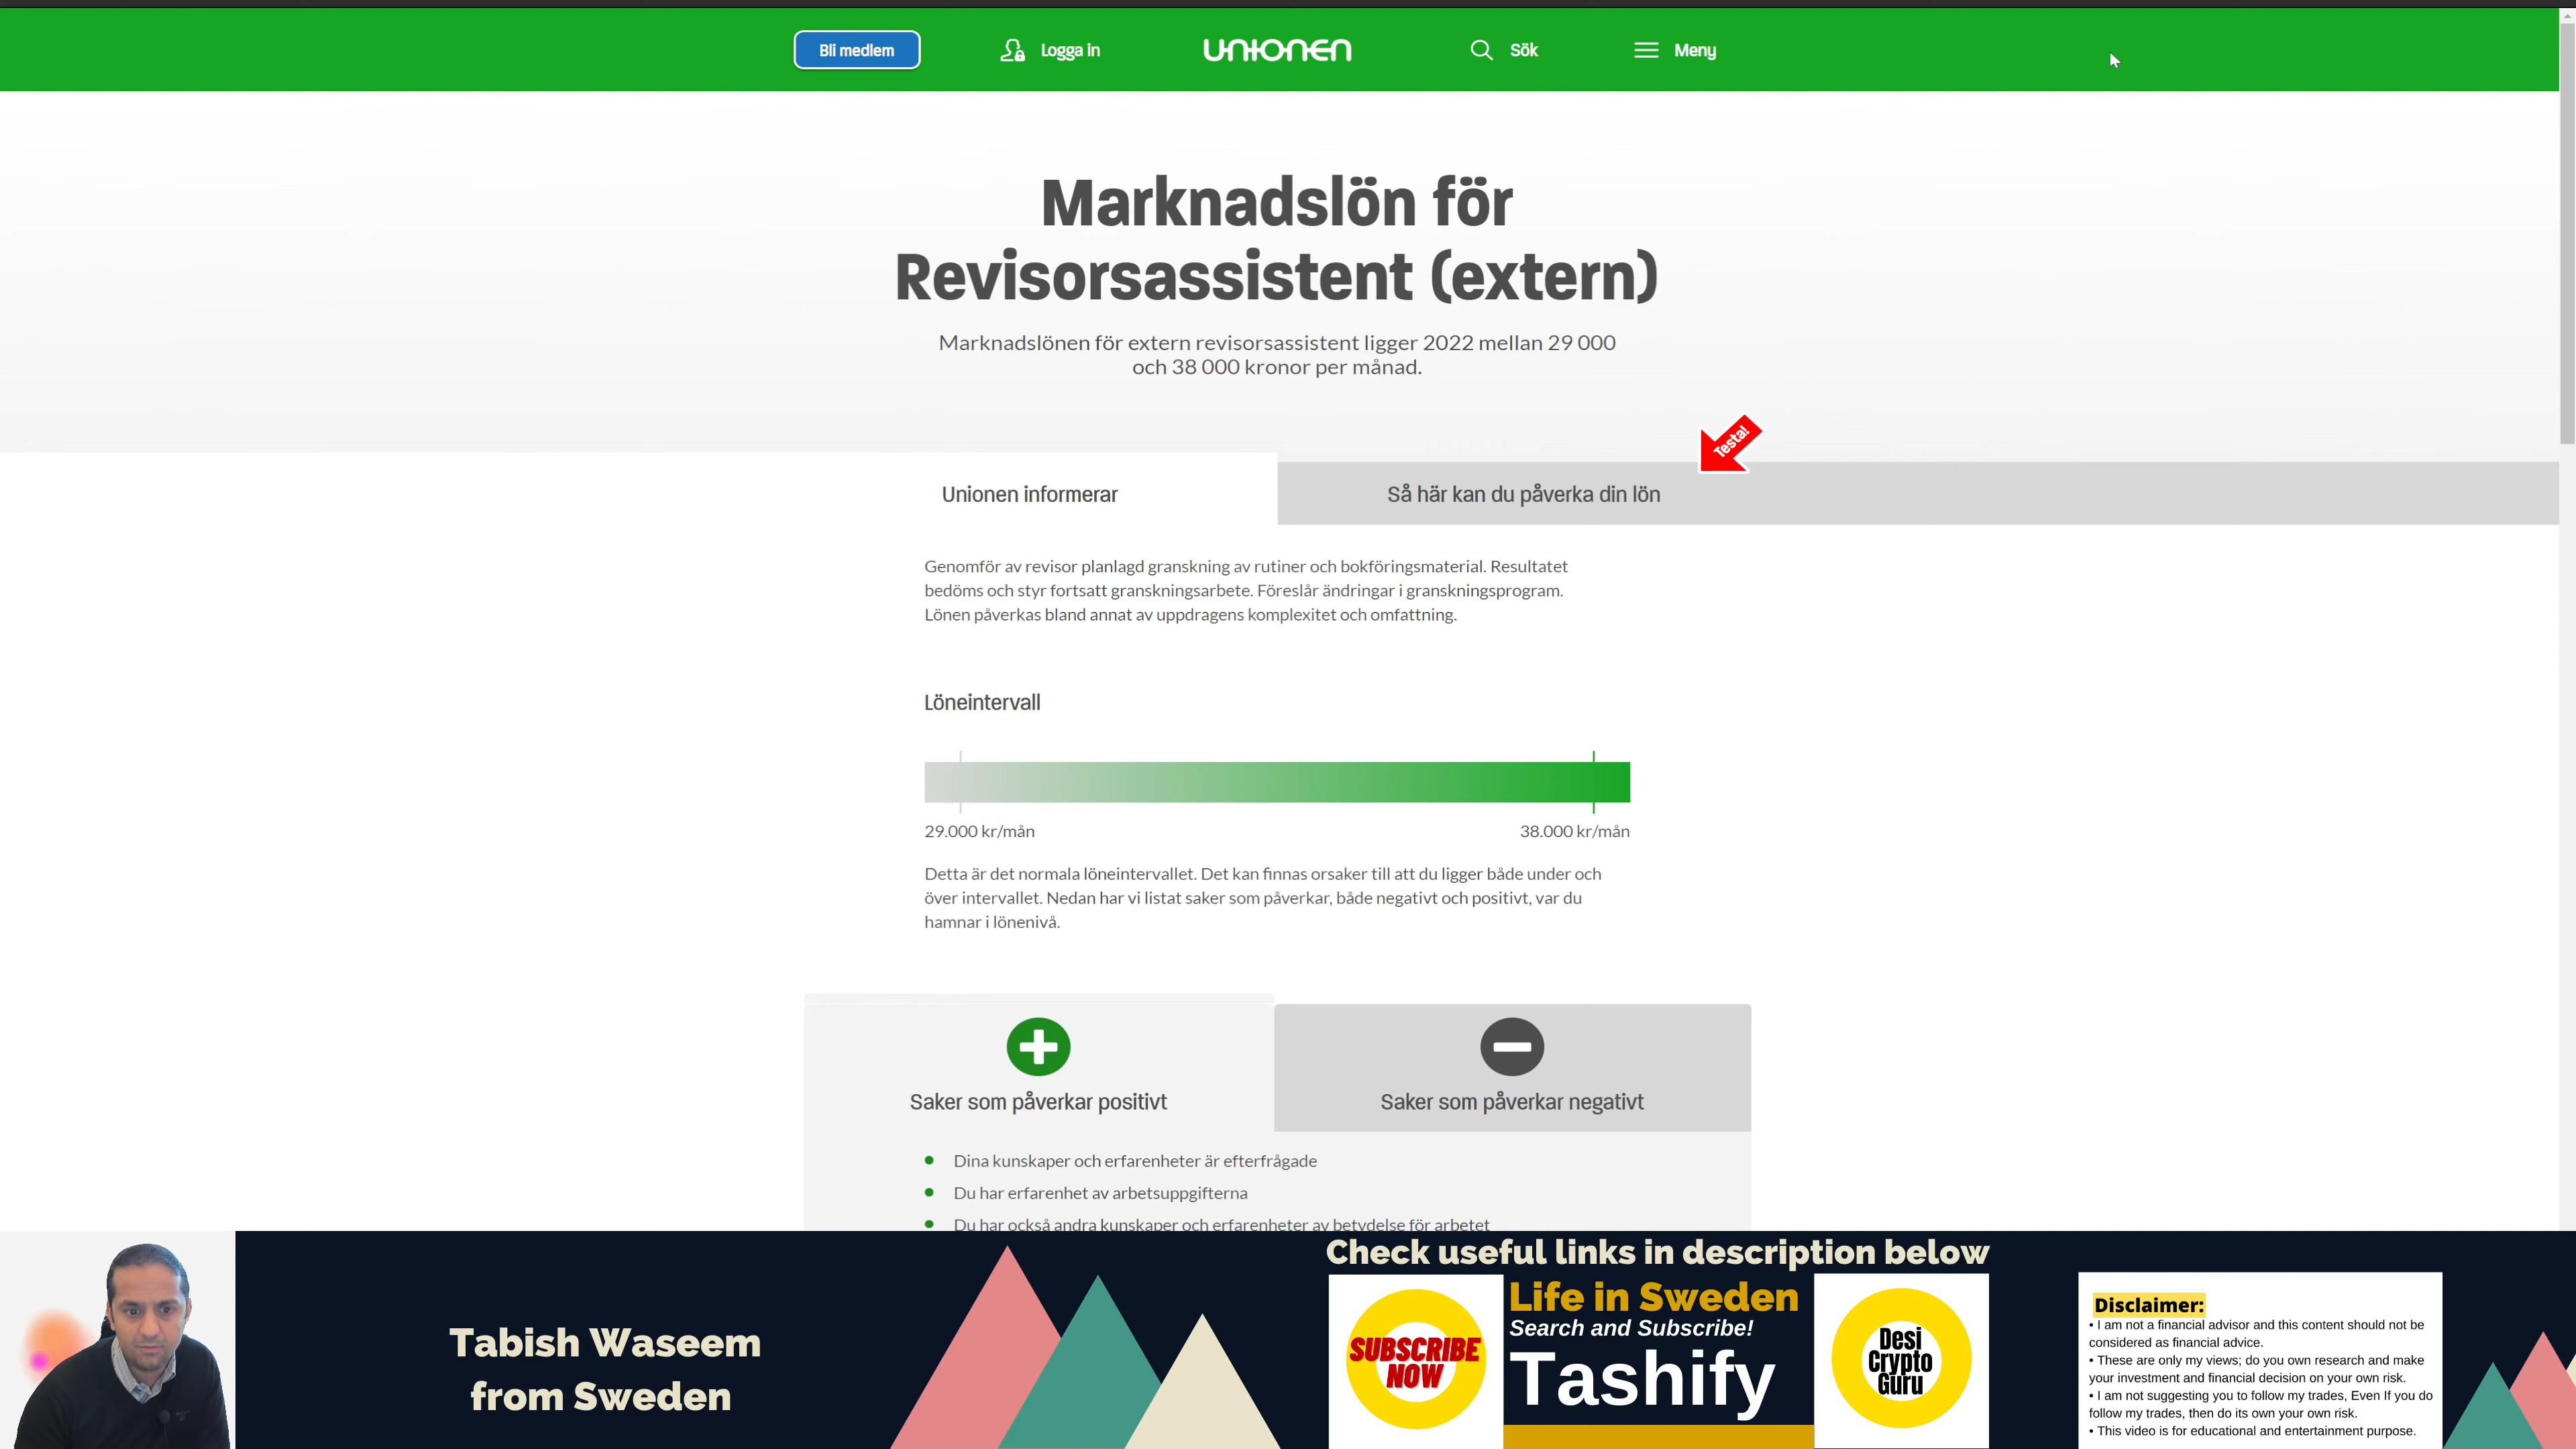 Bli medlem
Logga in
UNIONEN
Sök
Meny
Marknadslön för
Revisorsassistent (extern)
Marknadslönen för extern revisorsassistent ligger 2022 mellan 29 000
och 38 000 kronor per månad.
Testa!
Unionen informerar
Så här kan du påverka din lön
Genomför av revisor planlagd granskning av rutiner och bokföringsmaterial. Resultatet
bedöms och styr fortsatt granskningsarbete. Föreslår ändringar i granskningsprogram.
Lönen påverkas bland annat av uppdragens komplexitet och omfattning.
Löneintervall
29.000 kr/mån
38.000 kr/mån
Detta är det normala löneintervallet. Det kan finnas orsaker till att du ligger både under och
över intervallet. Nedan har vi listat saker som påverkar, både negativt och positivt, var du
hamnar i lönenivå.
Saker som påverkar positivt
Saker som påverkar negativt
Dina kunskaper och erfarenheter är efterfrågade
Du har erfarenhet av arbetsuppgifterna
Du har också andra kunskaper och erfarenheter av betydelse för arbetet
Tabish Waseem
from Sweden
Check useful links in description below
SUBSCRIBE
NOW
Life in Sweden
Search and Subscribe!
Tashify
Desi
Crypto
Guru
Disclaimer:
• I am not a financial advisor and this content should not be
considered as financial advice.
• These are only my views; do you own research and make
your investment and financial decision on your own risk.
• I am not suggesting you to follow my trades, Even If you do
follow my trades, then do its own your own risk.
• This video is for educational and entertainment purpose.